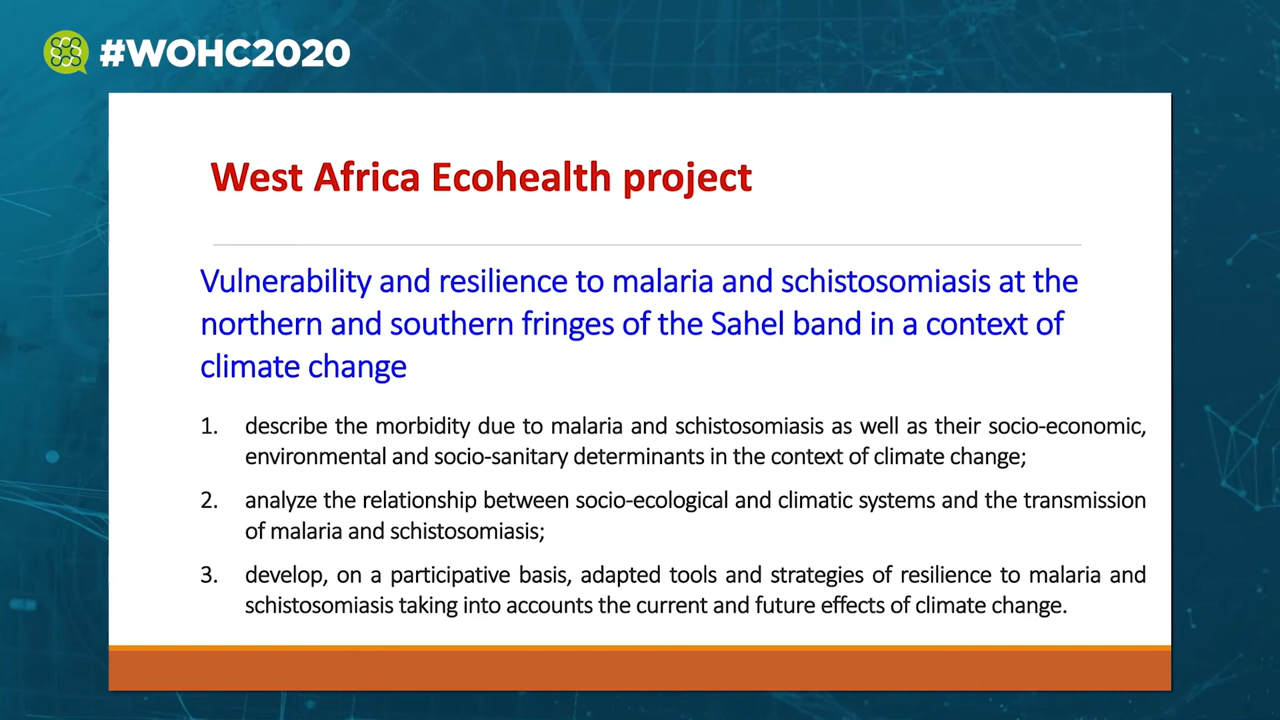 #WOHC2020
West Africa Ecohealth project
Vulnerability and resilience to malaria and schistosomiasis at the
northern and southern fringes of the Sahel band in a context of
climate change
1. describe the morbidity due to malaria and schistosomiasis as well as their socio-economic,
environmental and socio-sanitary determinants in the context of climate change;
2. analyze the relationship between socio-ecological and climatic systems and the transmission
of malaria and schistosomiasis;
3. develop, on a participative basis, adapted tools and strategies of resilience to malaria and
schistosomiasis taking into accounts the current and future effects of climate change.